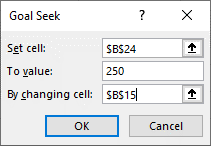 Goal Seek ? ×
Set cell: $B$24
To value: 250
By changing cell: $B$15
OK Cancel